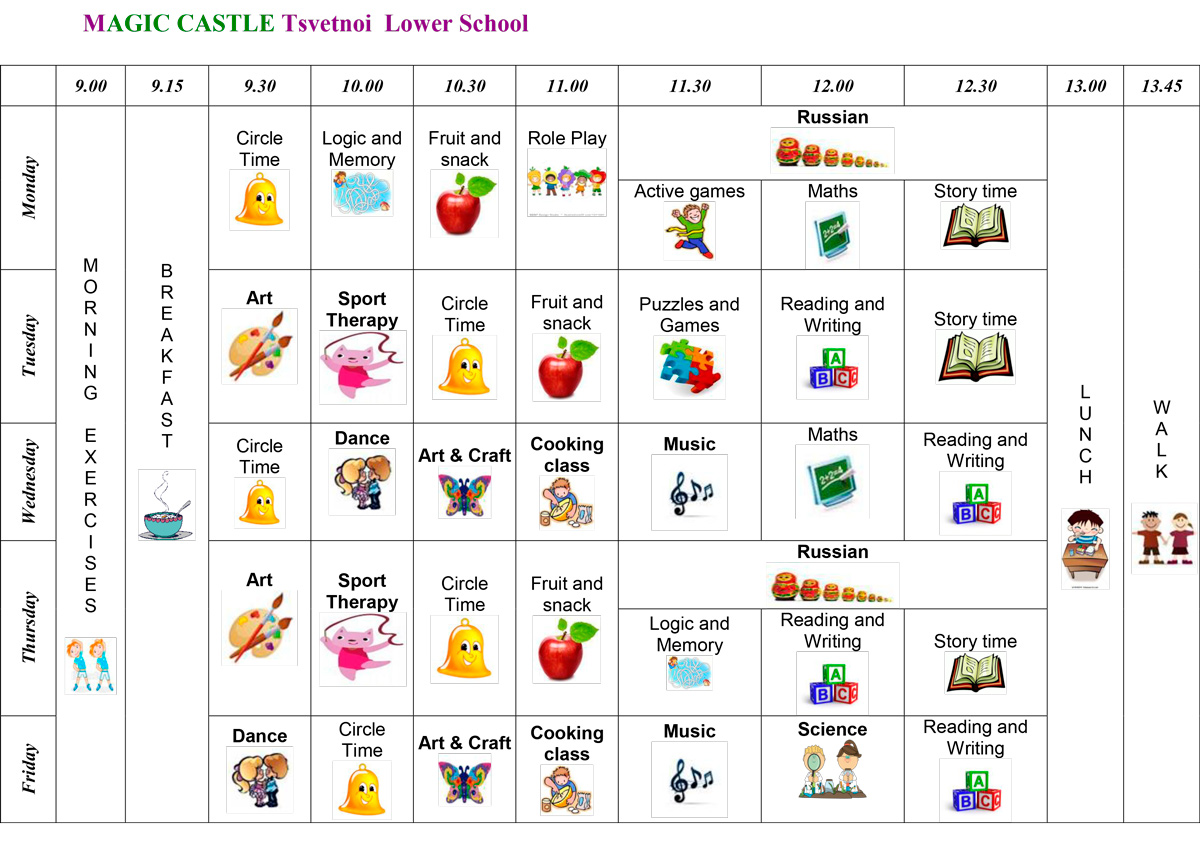 MAGIC CASTLE Tsvetnoi Lower School
9.00 9.15 9.30 10.00 10.30 11.00 11.30 12.00 12.30 13.00 13.45
MORNING EXERCISES
BREAKFAST
Monday
Circle
Time
Logic and
Memory
Fruit and
snack
Role Play
Russian
Active games
Maths
Story time
Tuesday
Art
Sport
Therapy
Circle
Time
Fruit and
snack
Puzzles and
Games
Reading and
Writing
A
B C
Story time
Wednesday
Circle
Time
Dance
Art & Craft
Cooking
class
Music
Maths
Reading and
Writing
A
B C
Thursday
Art
Sport
Therapy
Circle
Time
Fruit and
snack
Russian
Logic and
Memory
Reading and
Writing
A
B C
Story time
Friday
Dance
Circle
Time
Art & Craft
Cooking
class
Music
Science
Reading and
Writing
A
B C
LUNCH
WALK